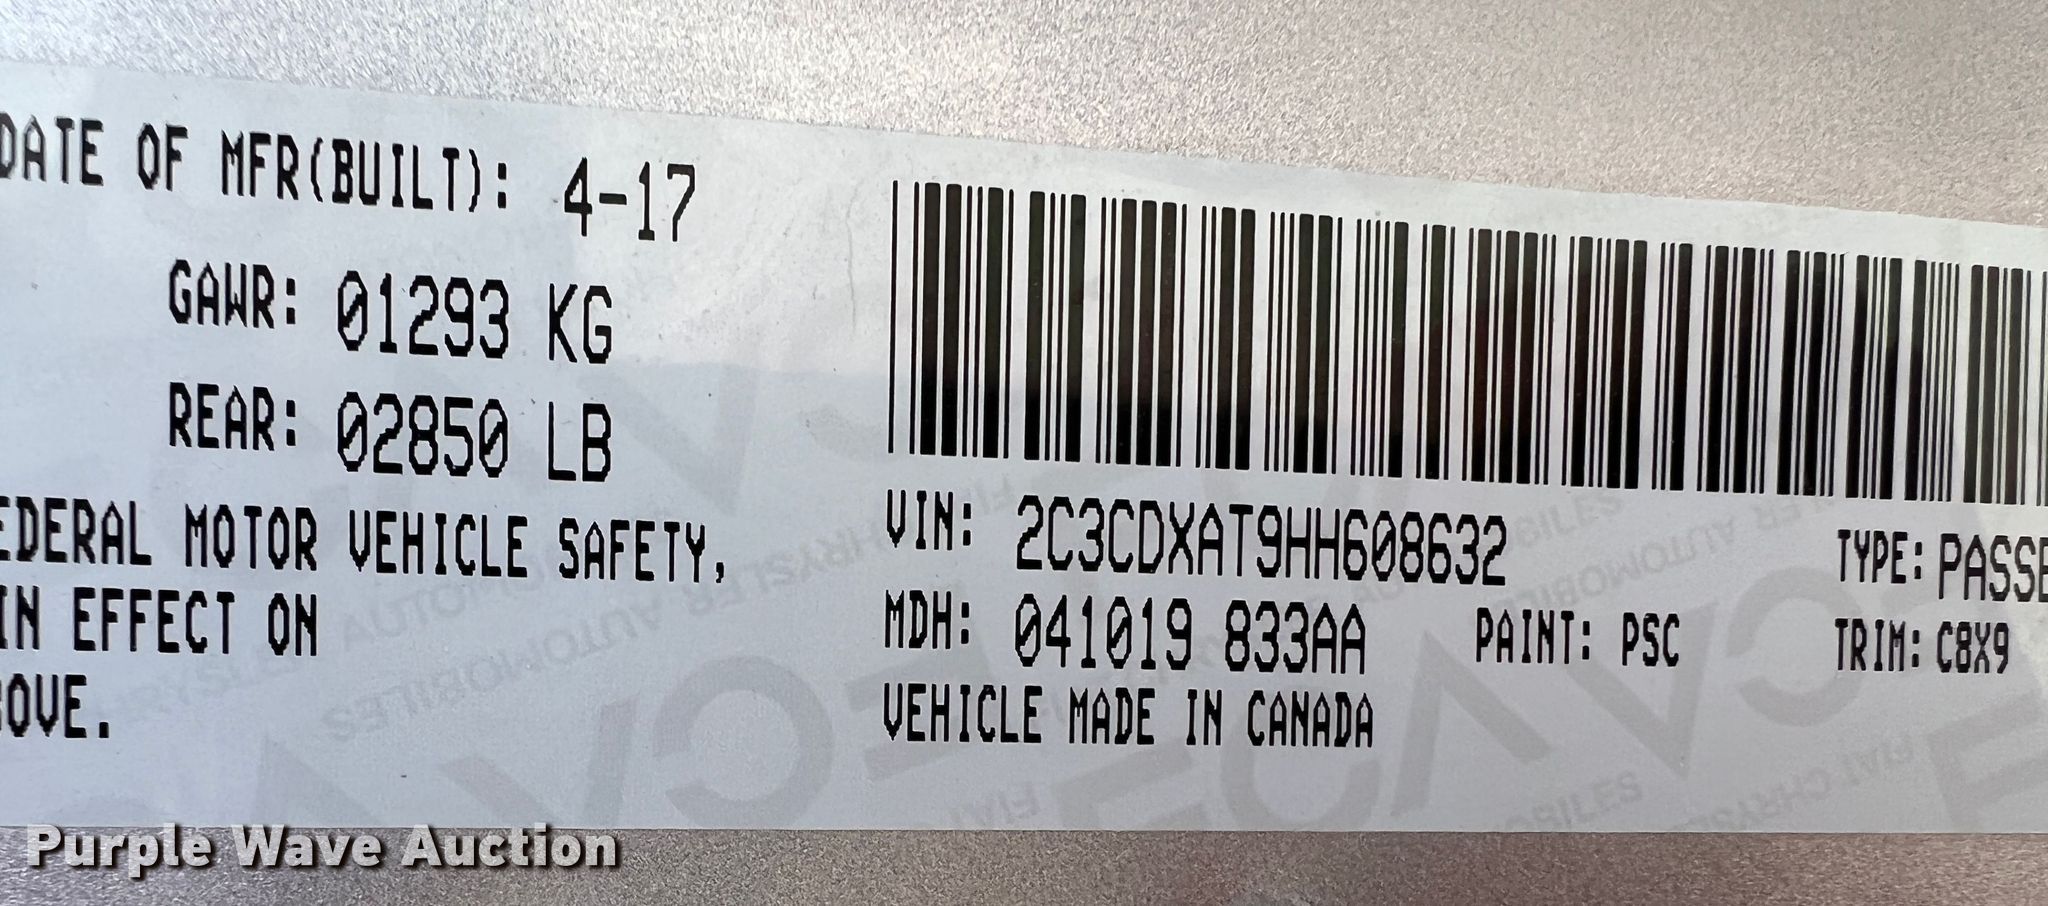 DATE OF MFR(BUILT): 4-17
GAWR: 01293 KG
REAR: 02850 LB
EDERAL MOTOR VEHICLE SAFETY,
IN EFFECT ON
OVE.
VIN: 2C3CDXAT9HH608632
TYPE: PASSE
MDH: 041019 833AA
PAINT: PSC
TRIM: C8X9
VEHICLE MADE IN CANADA
Purple Wave Auction